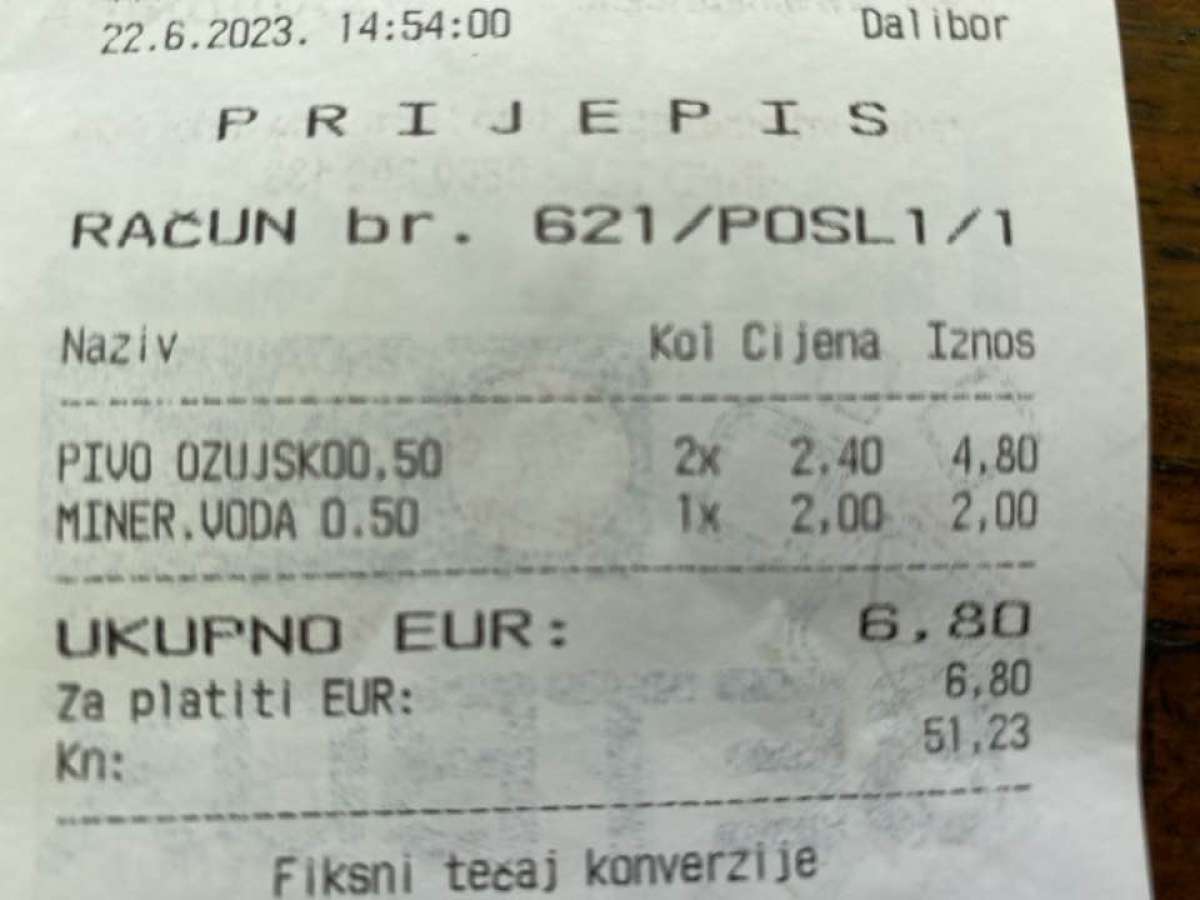 22.6.2023. 14:54:00 Dalibor
P R I J E P I S
RAČUN br. 621/POSL1/1
Naziv Kol Cijena Iznos
PIVO OZUJSKO0,50 2x 2,40 4,80
MINER.VODA 0.50 1x 2,00 2,00
UKUPNO EUR: 6,80
Za platiti EUR: 6,80
Kn: 51,23
Fiksni tečaj konverzije